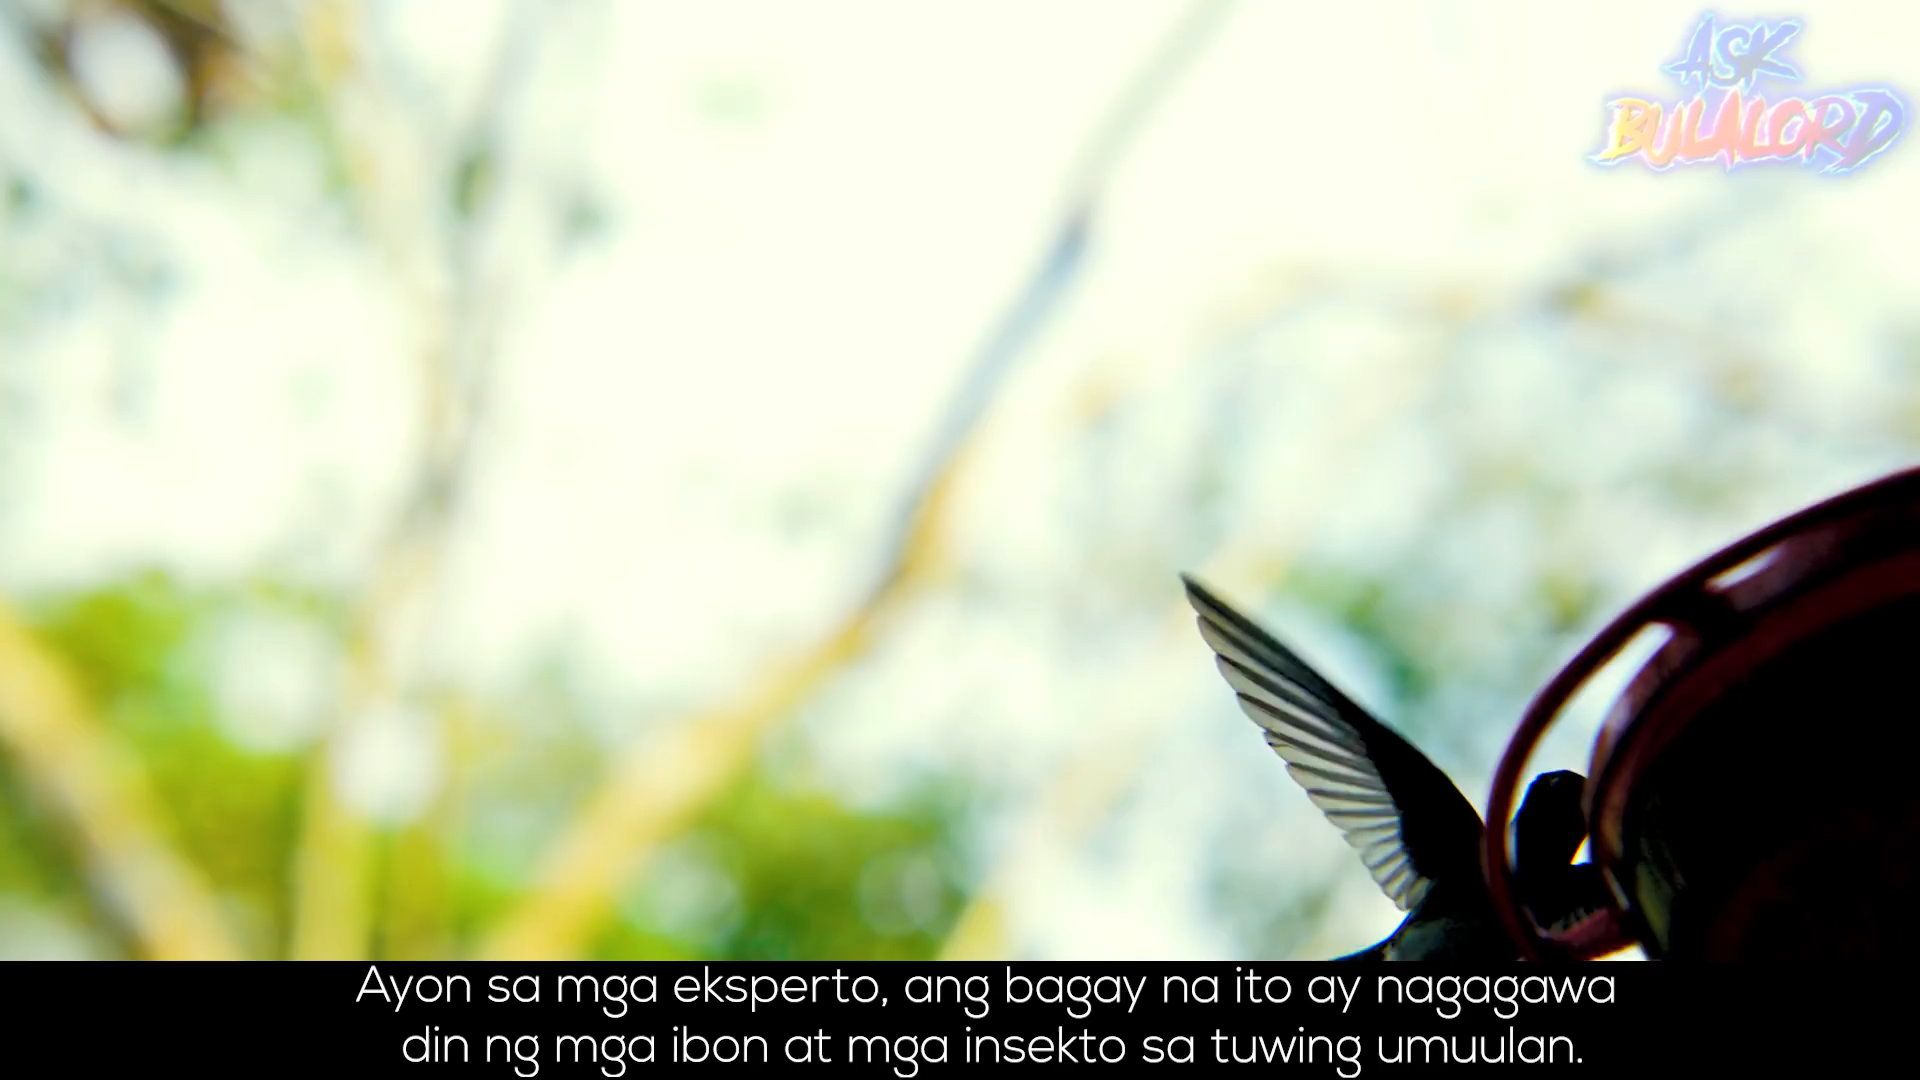 ASK
BULALORD
Ayon sa mga eksperto, ang bagay na ito ay nagagawa
din ng mga ibon at mga insekto sa tuwing umuulan.